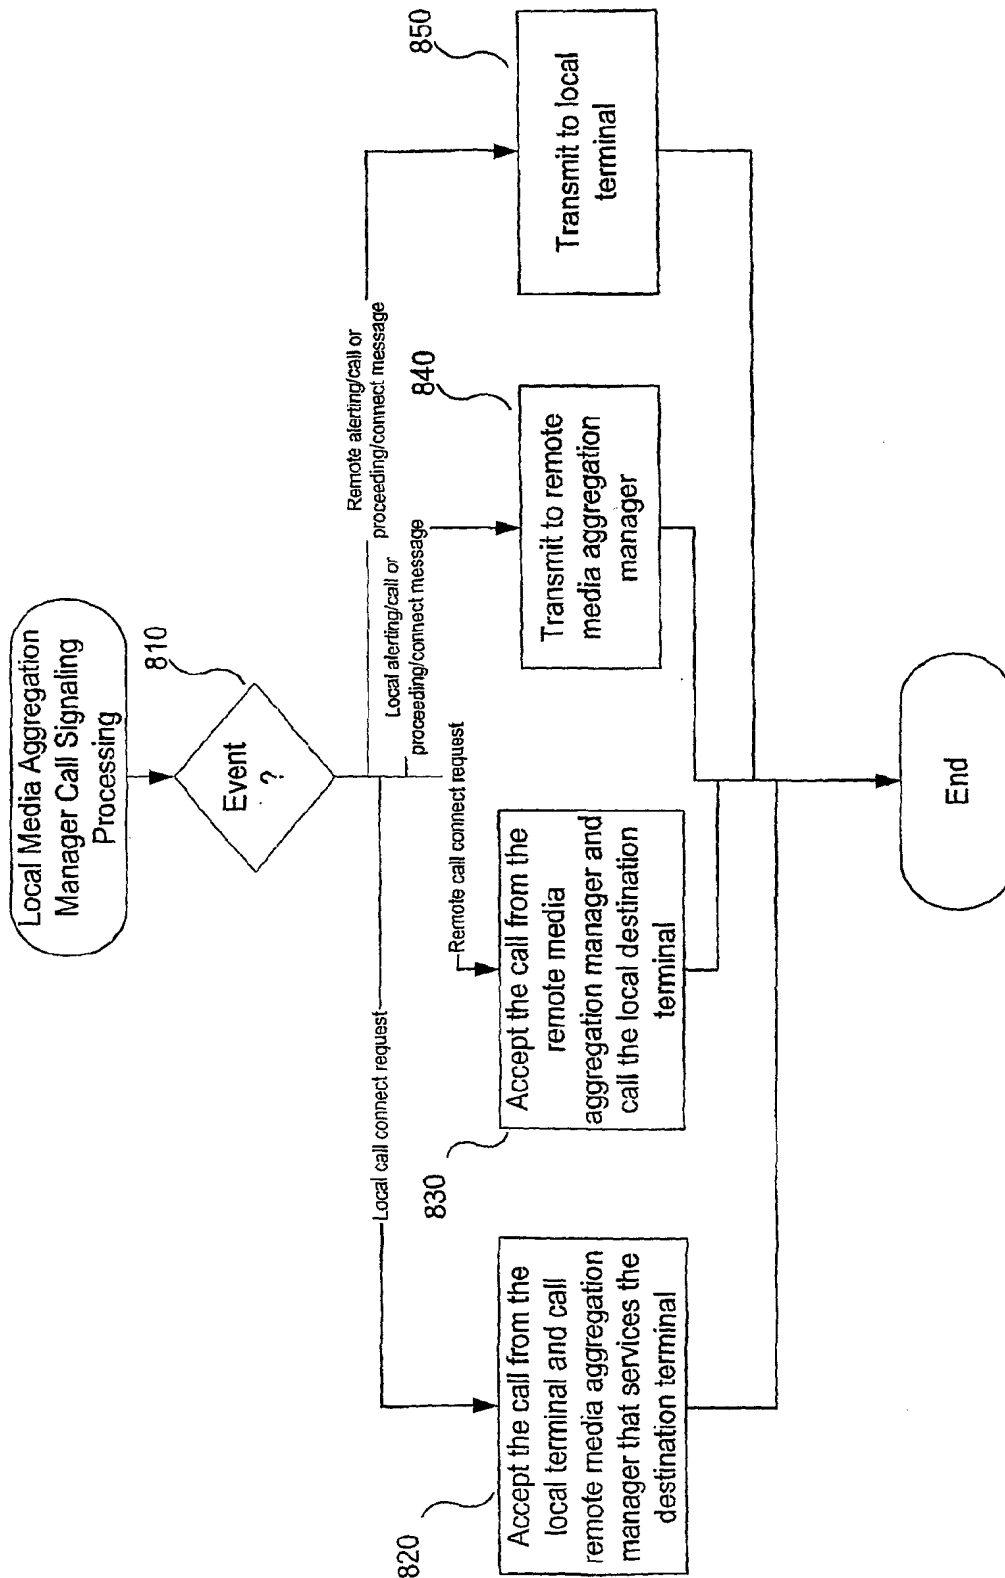 Local Media Aggregation
Manager Call Signaling
Processing
810
Event
?
Local call connect request
Remote call connect request
Local alerting/call or
proceeding/connect message
Remote alerting/call or
proceeding/connect message
820
Accept the call from the
local terminal and call
remote media aggregation
manager that services the
destination terminal
830
Accept the call from the
remote media
aggregation manager and
call the local destination
terminal
840
Transmit to remote
media aggregation
manager
850
Transmit to local
terminal
End